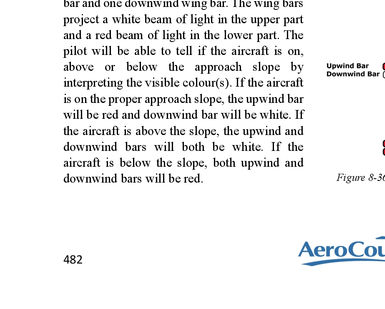 bar and one downwind wing bar. The wing bars
project a white beam of light in the upper part
and a red beam of light in the lower part. The
pilot will be able to tell if the aircraft is on,
above or below the approach slope by
interpreting the visible colour(s). If the aircraft
is on the proper approach slope, the upwind bar
will be red and downwind bar will be white. If
the aircraft is above the slope, the upwind and
downwind bars will both be white. If the
aircraft is below the slope, both upwind and
downwind bars will be red.
Upwind Bar
Downwind Bar
Figure 8-3
482
AeroCou